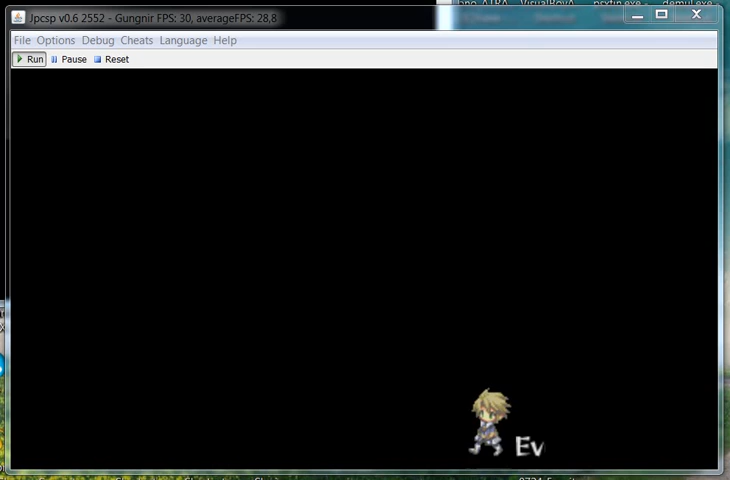 Jpcsp v0.6 2552 - Gungnir FPS: 30, averageFPS: 28,8
File Options Debug Cheats Language Help
Run Pause Reset
Ev